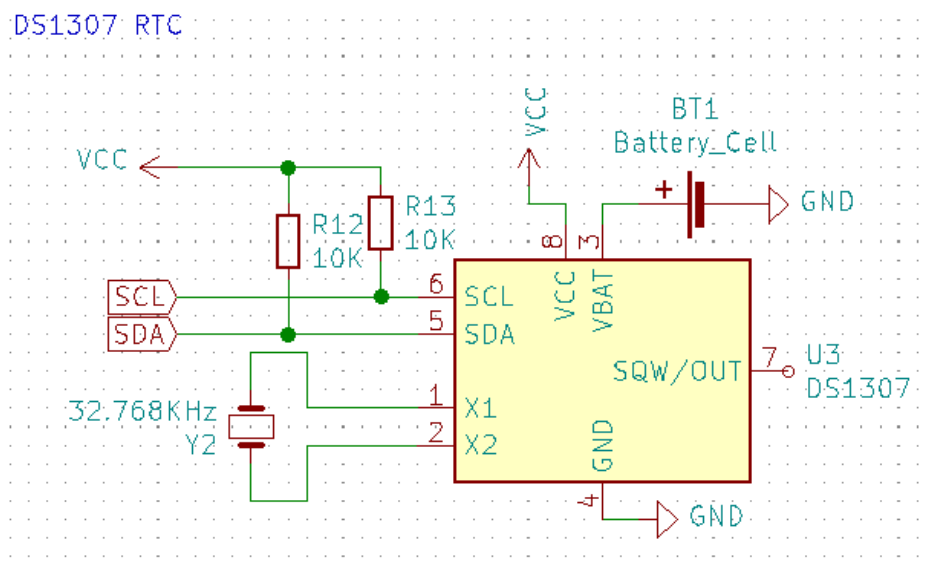 DS1307 RTC
VCC
BT1
Battery_Cell
VCC
GND
R12
10K
R13
10K
8
3
SCL
6
SCL
VCC
VBAT
SDA
5
SDA
SQW/OUT
7
U3
DS1307
32.768KHz
Y2
1
X1
2
X2
GND
4
GND